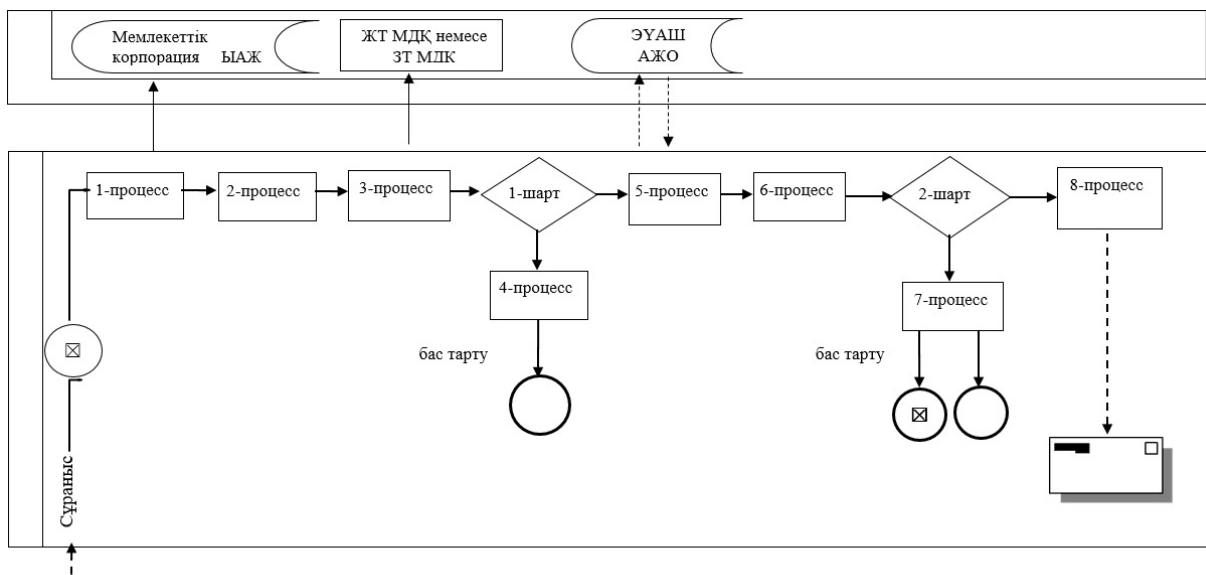 Мемлекеттік
корпорация ЫАЖ
ЖТ МДҚ немесе
ЗТ МДК
ЭҮАШ
АЖО
1-процесс
2-процесс
3-процесс
1-шарт
5-процесс
6-процесс
2-шарт
8-процесс
4-процесс
7-процесс
бас тарту
бас тарту
Сұраныс